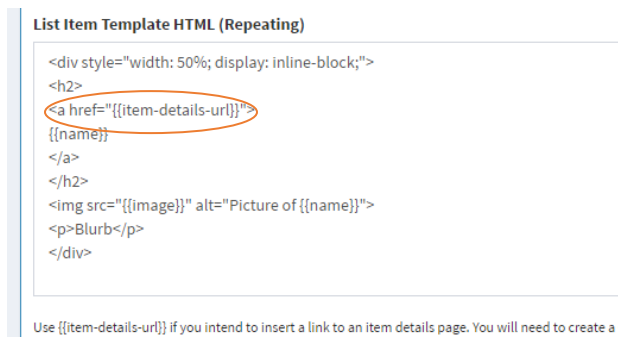 List Item Template HTML (Repeating)
<div style="width: 50%; display: inline-block;">
<h2>
<a href="{{item-details-url}}">
{{name}}
</a>
</h2>
<img src="{{image}}" alt="Picture of {{name}}">
<p>Blurb</p>
</div>
Use {{item-details-url}} if you intend to insert a link to an item details page. You will need to create a